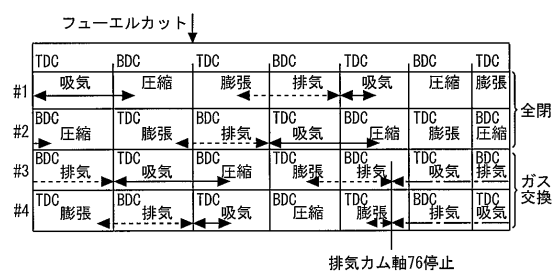 フューエルカット
TDC BDC TDC BDC TDC BDC TDC
#1 吸気 圧縮 膨張 排気 吸気 圧縮 膨張
BDC TDC BDC TDC BDC TDC BDC
#2 圧縮 膨張 排気 吸気 圧縮 膨張 圧縮
全閉
BDC TDC BDC TDC BDC TDC BDC
#3 排気 吸気 圧縮 膨張 排気 吸気 排気
TDC BDC TDC BDC TDC BDC TDC
#4 膨張 排気 吸気 圧縮 膨張 排気 吸気
ガス
交換
排気カム軸76停止